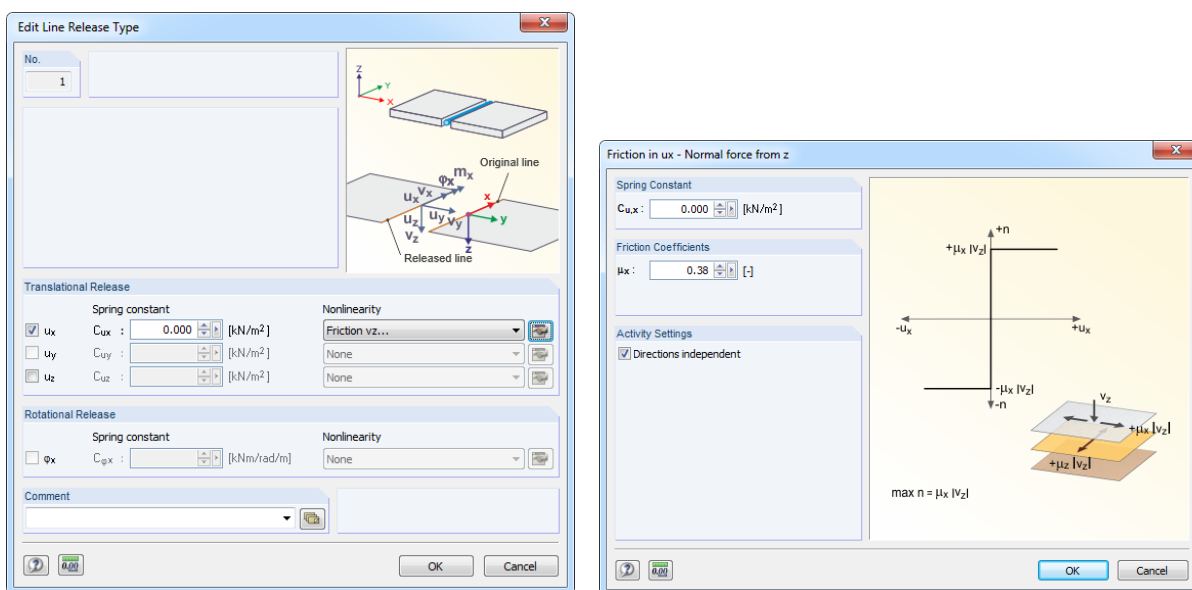 Edit Line Release Type
No.
1
Z
Y
X
Original line
φx mx
ux vx
x
uz uy vy y
vz
z
Released line
Translational Release
Spring constant Nonlinearity
ux Cux : 0.000 [kN/m²] Friction vz...
uy Cuy : [kN/m²] None
uz Cuz : [kN/m²] None
Rotational Release
Spring constant Nonlinearity
φx Cφx : [kNm/rad/m] None
Comment
0.00
OK Cancel
Friction in ux - Normal force from z
Spring Constant
Cu,x : 0.000 [kN/m²]
Friction Coefficients
μx : 0.38 [-]
Activity Settings
Directions independent
+n
+μx |vz|
-ux +ux
-μx |vz|
-n
vz
+μx |vz|
+μz |vz|
max n = μx |vz|
0.00
OK Cancel